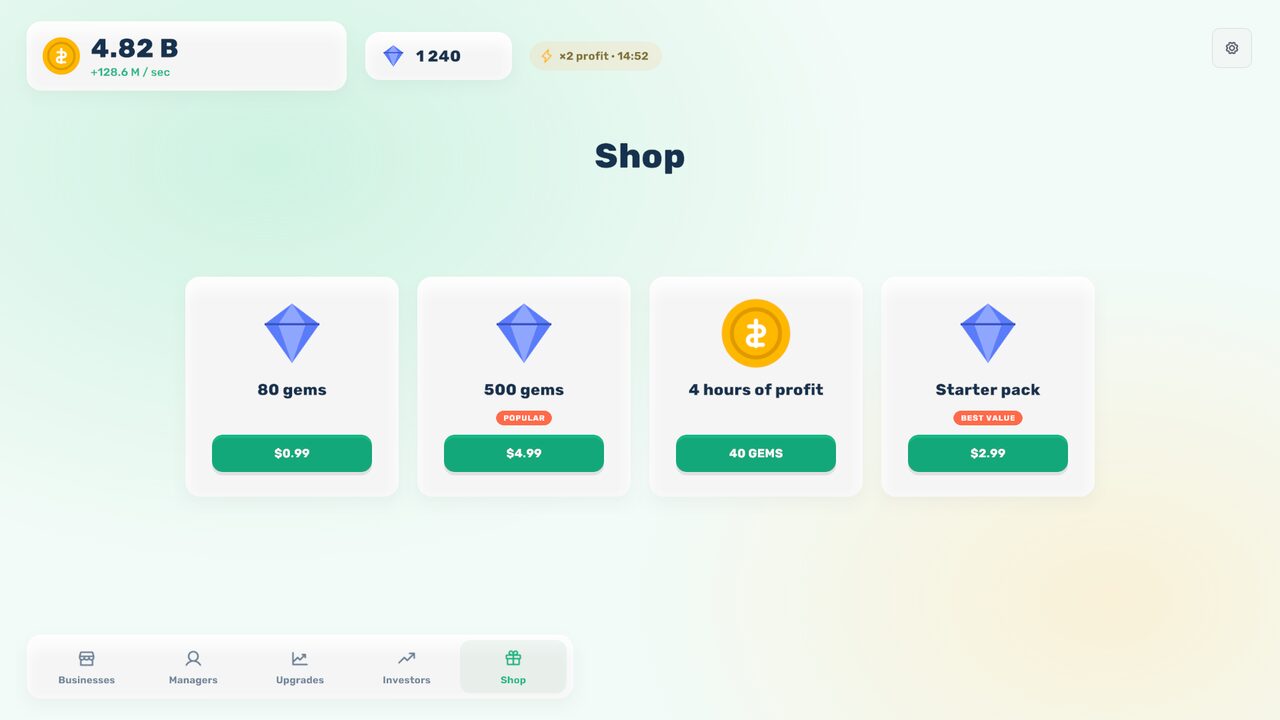 4.82 B
+128.6 M / sec
1 240
×2 profit · 14:52
Shop
80 gems
$0.99
500 gems
POPULAR
$4.99
4 hours of profit
40 GEMS
Starter pack
BEST VALUE
$2.99
Businesses
Managers
Upgrades
Investors
Shop